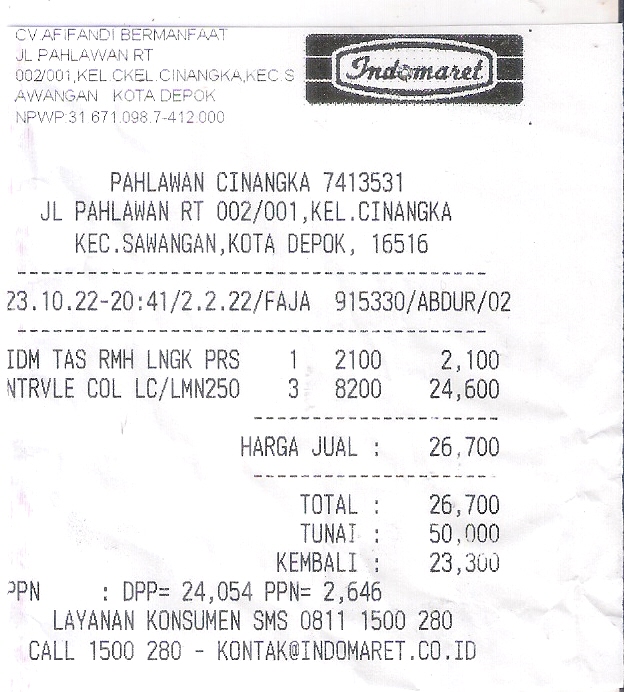 CV AFIFANDI BERMANFAAT
JL PAHLAWAN RT
002/001,KEL CKEL.CINANGKA,KEC.S
AWANGAN KOTA DEPOK
NPWP:31 671.098.7-412.000
Indomaret
PAHLAWAN CINANGKA 7413531
JL PAHLAWAN RT 002/001,KEL.CINANGKA
KEC.SAWANGAN,KOTA DEPOK, 16516
23.10.22-20:41/2.2.22/FAJA 915330/ABDUR/02
IDM TAS RMH LNGK PRS 1 2100 2,100
NTRVLE COL LC/LMN250 3 8200 24,600
HARGA JUAL : 26,700
TOTAL : 26,700
TUNAI : 50,000
KEMBALI : 23,300
PPN : DPP= 24,054 PPN= 2,646
LAYANAN KONSUMEN SMS 0811 1500 280
CALL 1500 280 - KONTAK@INDOMARET.CO.ID